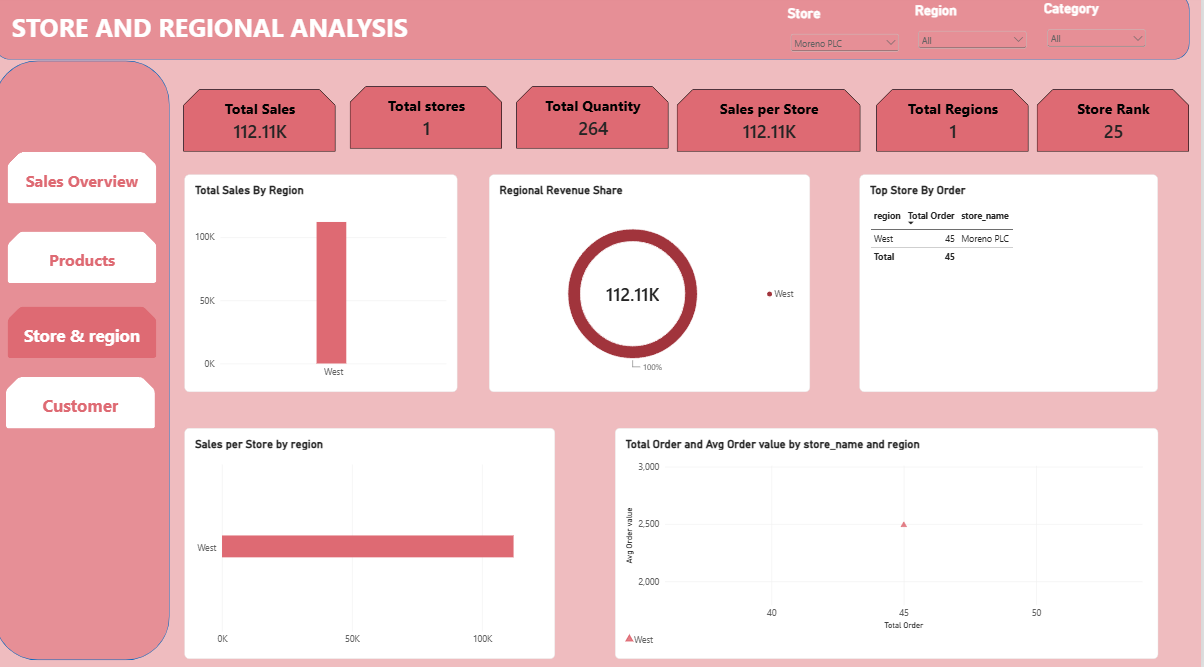 STORE AND REGIONAL ANALYSIS
Store
Region
Category
Moreno PLC
All
All
Total Sales
112.11K
Total stores
1
Total Quantity
264
Sales per Store
112.11K
Total Regions
1
Store Rank
25
Sales Overview
Products
Store & region
Customer
Total Sales By Region
100K
50K
0K
West
Regional Revenue Share
112.11K
100%
West
Top Store By Order
region Total Order store_name
West 45 Moreno PLC
Total 45
Sales per Store by region
West
0K 50K 100K
Total Order and Avg Order value by store_name and region
Avg Order value
3,000
2,500
2,000
40 45 50
Total Order
West